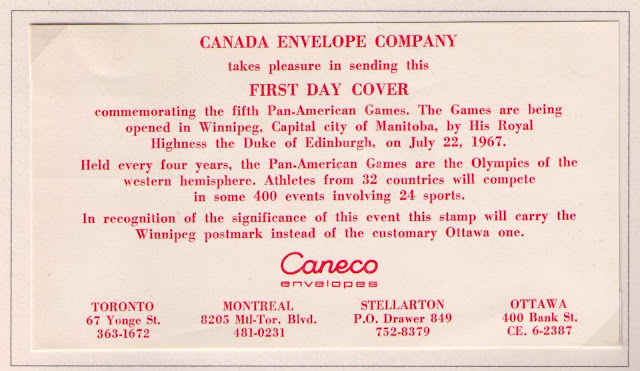 CANADA ENVELOPE COMPANY
takes pleasure in sending this
FIRST DAY COVER
commemorating the fifth Pan-American Games. The Games are being
opened in Winnipeg, Capital city of Manitoba, by His Royal
Highness the Duke of Edinburgh, on July 22, 1967.
Held every four years, the Pan-American Games are the Olympics of the
western hemisphere. Athletes from 32 countries will compete
in some 400 events involving 24 sports.
In recognition of the significance of this event this stamp will carry the
Winnipeg postmark instead of the customary Ottawa one.
Caneco
envelopes
TORONTO MONTREAL STELLARTON OTTAWA
67 Yonge St. 8205 Mtl-Tor. Blvd. P.O. Drawer 849 400 Bank St.
363-1672 481-0231 752-8379 CE. 6-2387